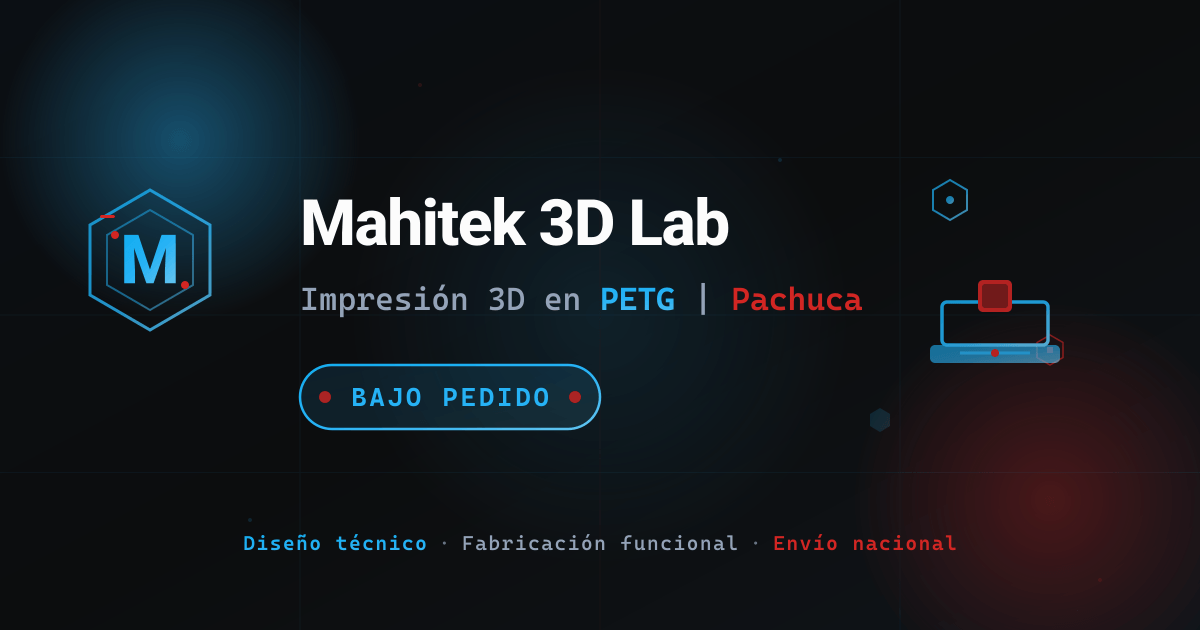 M
Mahitek 3D Lab
Impresión 3D en PETG | Pachuca
BAJO PEDIDO
Diseño técnico · Fabricación funcional · Envío nacional